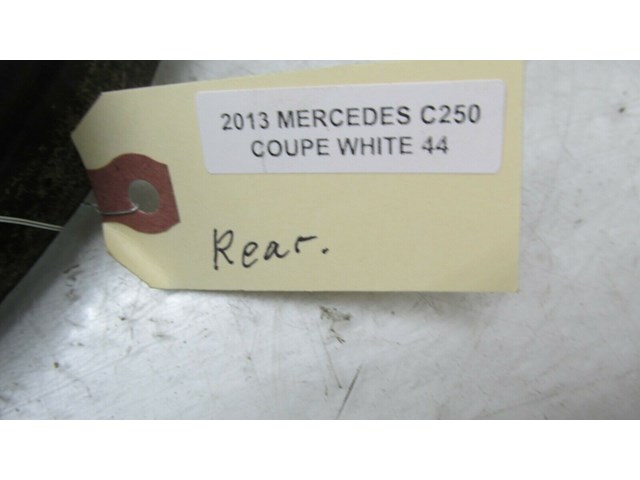 2013 MERCEDES C250
COUPE WHITE 44
Rear.